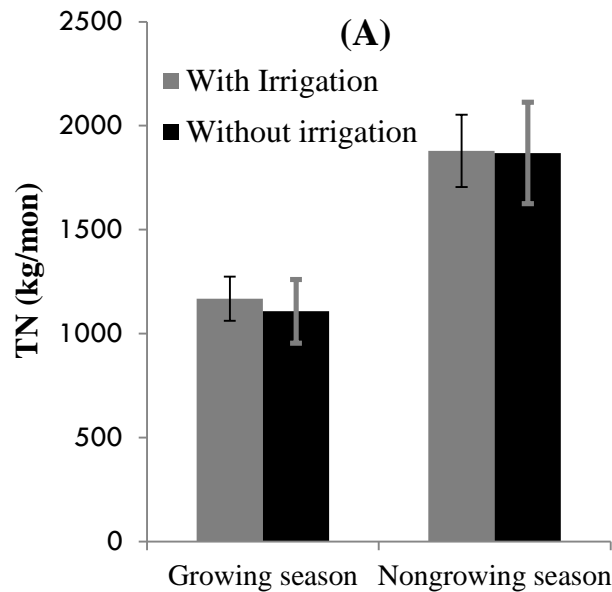 (A)
With Irrigation
Without irrigation
TN (kg/mon)
2500
2000
1500
1000
500
0
Growing season
Nongrowing season